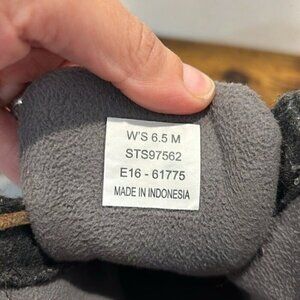 W'S 6.5 M
STS97562
E16 - 61775
MADE IN INDONESIA